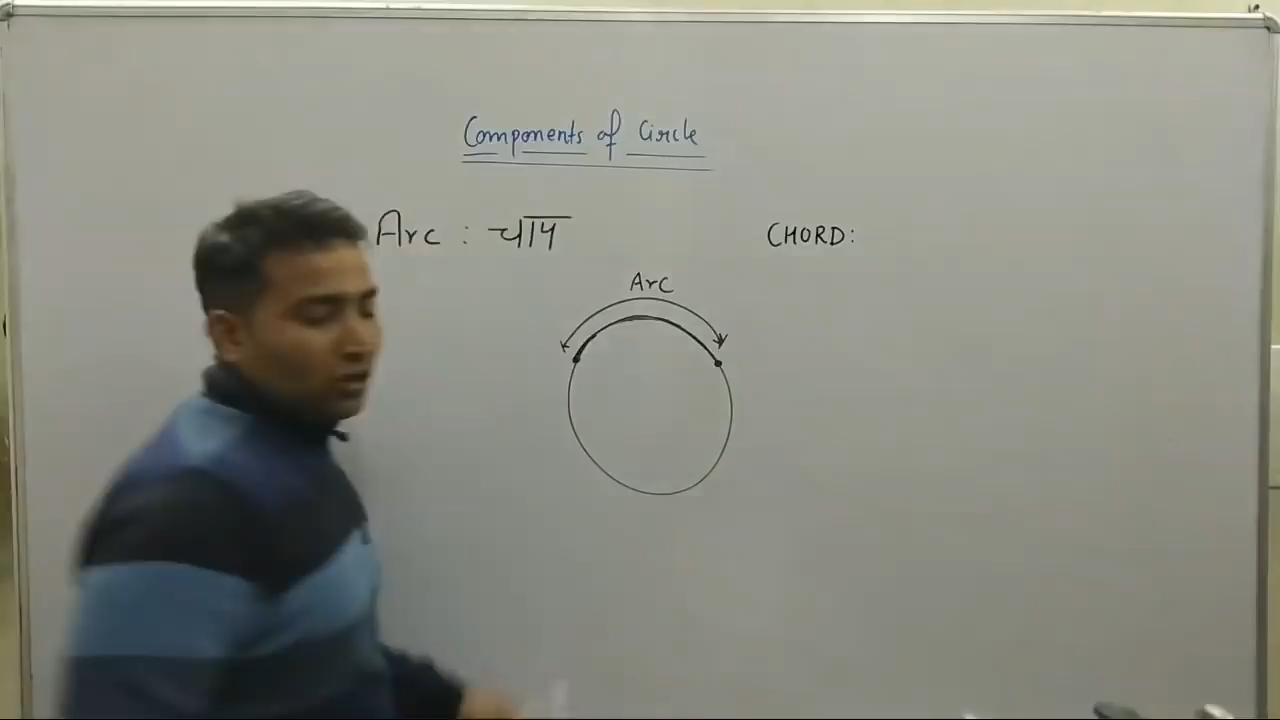 Components of Circle
Arc : चाप
CHORD:
Arc